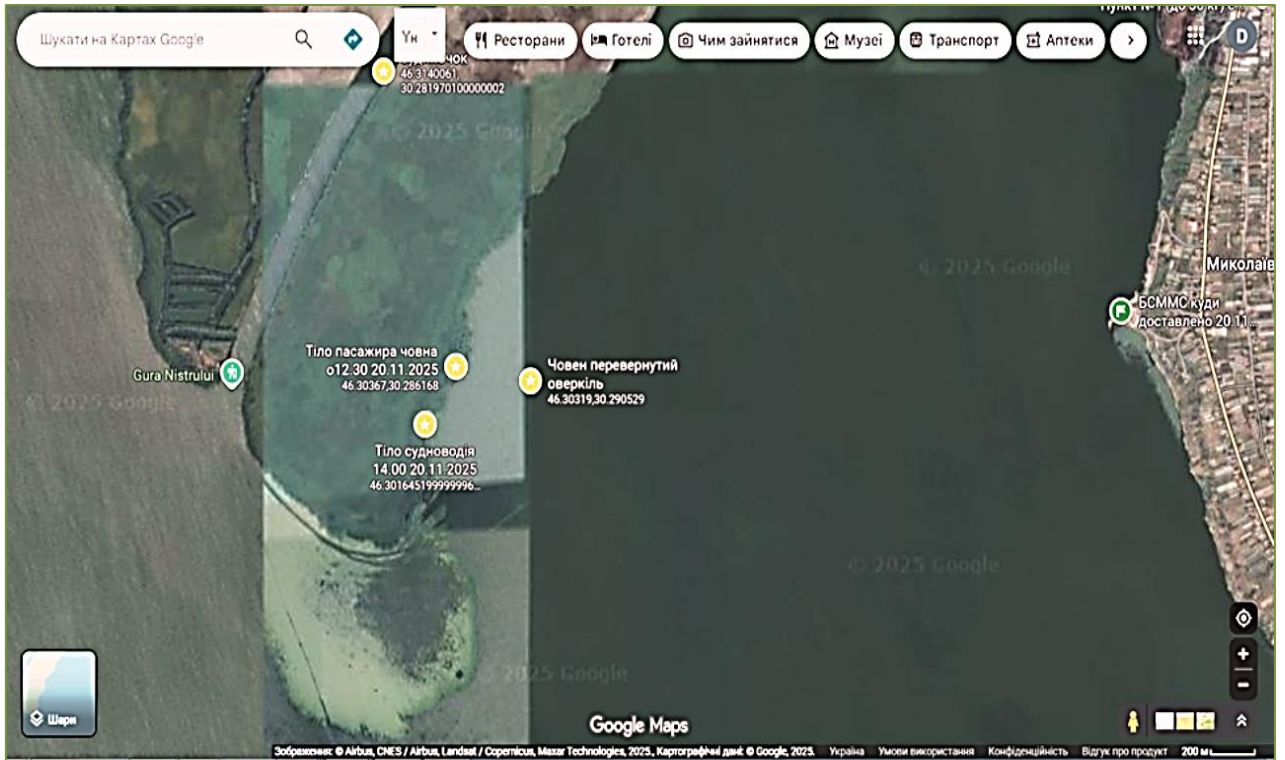 Шукати на Картах Google
Ресторани
Готелі
Чим зайнятися
Музеї
Транспорт
Аптеки
D
46.3140061
30.281970100000002
© 2025 Google
© 2025 Google
Миколаїв
БСММС куди
доставлено 20.11...
Тіло пасажира човна
о12.30 20.11.2025
46.30367,30.286168
Човен перевернутий
оверкіль
46.30319,30.290529
Gura Nistrului
© 2025 Google
Тіло судноводія
14.00 20.11.2025
46.301645199999996...
© 2025 Google
© 2025 Google
Шари
Google Maps
Зображення: © Airbus, CNES / Airbus, Landsat / Copernicus, Maxar Technologies, 2025., Картографічні дані: © Google, 2025.
Україна
Умови використання
Конфіденційність
Відгук про продукт
200 м